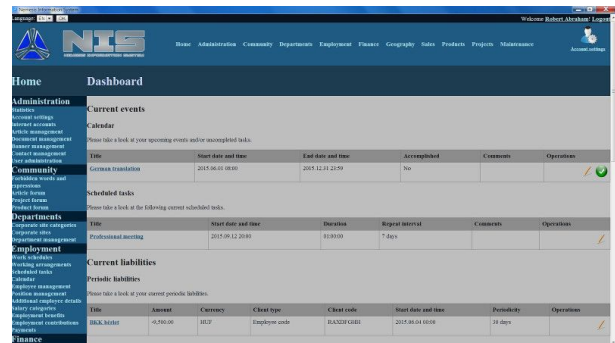 Language: EN Set
Welcome Robert Abraham! Logout
NIS
Home Administration Community Departments Employment Finance Geography Sales Products Projects Maintenance
Account settings
Home
Dashboard
Administration
Statistics
Account settings
Internet accounts
Article management
Document management
Banner management
Contact management
User administration
Community
Forbidden words and
expressions
Article forum
Project forum
Product forum
Departments
Corporate site categories
Corporate sites
Department management
Employment
Work schedules
Working arrangements
Scheduled tasks
Calendar
Employee management
Position management
Additional employee details
Salary categories
Employment benefits
Employment contributions
Payments
Finance
Current events
Calendar
Please take a look at your upcoming events and/or uncompleted tasks.
Title Start date and time End date and time Accomplished Comments Operations
German translation 2015.06.01 08:00 2015.12.31 23:59 No
Scheduled tasks
Please take a look at the following current scheduled tasks.
Title Start date and time Duration Repeat interval Comments Operations
Professional meeting 2015.09.12 20:00 01:00:00 7 days
Current liabilities
Periodic liabilities
Please take a look at your current periodic liabilities.
Title Amount Currency Client type Client code Start date and time Periodicity Operations
BKK bérlet -9,500.00 HUF Employee code 2015.06.04 00:00 30 days